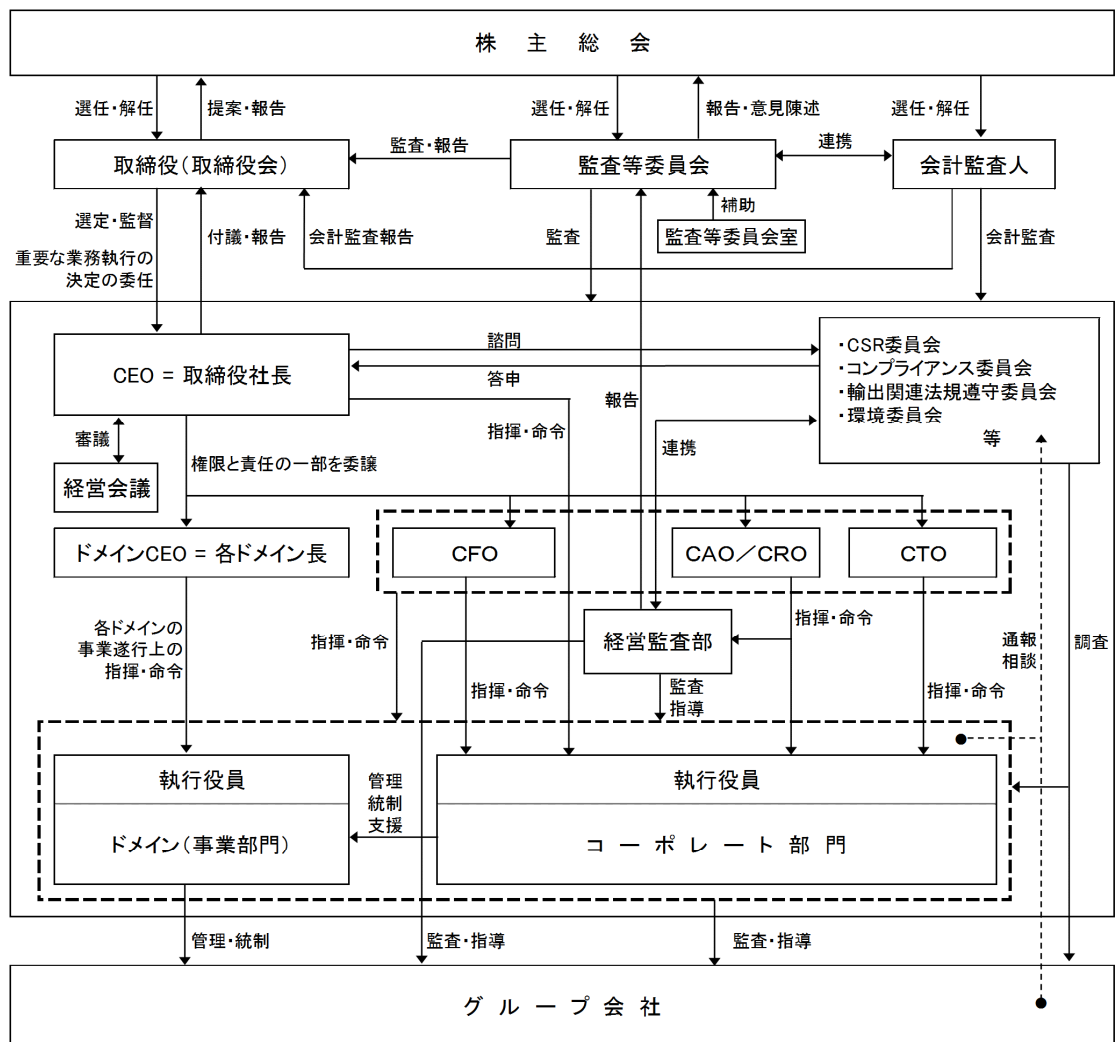 株主総会
選任・解任
提案・報告
選任・解任
報告・意見陳述
選任・解任
取締役(取締役会)
監査・報告
監査等委員会
連携
会計監査人
選定・監督
重要な業務執行の
決定の委任
付議・報告
会計監査報告
監査
補助
監査等委員会室
会計監査
CEO = 取締役社長
諮問
答申
・CSR委員会
・コンプライアンス委員会
・輸出関連法規遵守委員会
・環境委員会
等
審議
経営会議
権限と責任の一部を委譲
指揮・命令
報告
連携
ドメインCEO = 各ドメイン長
CFO
CAO/CRO
CTO
各ドメインの
事業遂行上の
指揮・命令
指揮・命令
指揮・命令
経営監査部
指揮・命令
監査
指導
指揮・命令
通報
相談
調査
執行役員
ドメイン(事業部門)
管理
統制
支援
執行役員
コーポレート部門
管理・統制
監査・指導
監査・指導
グループ会社